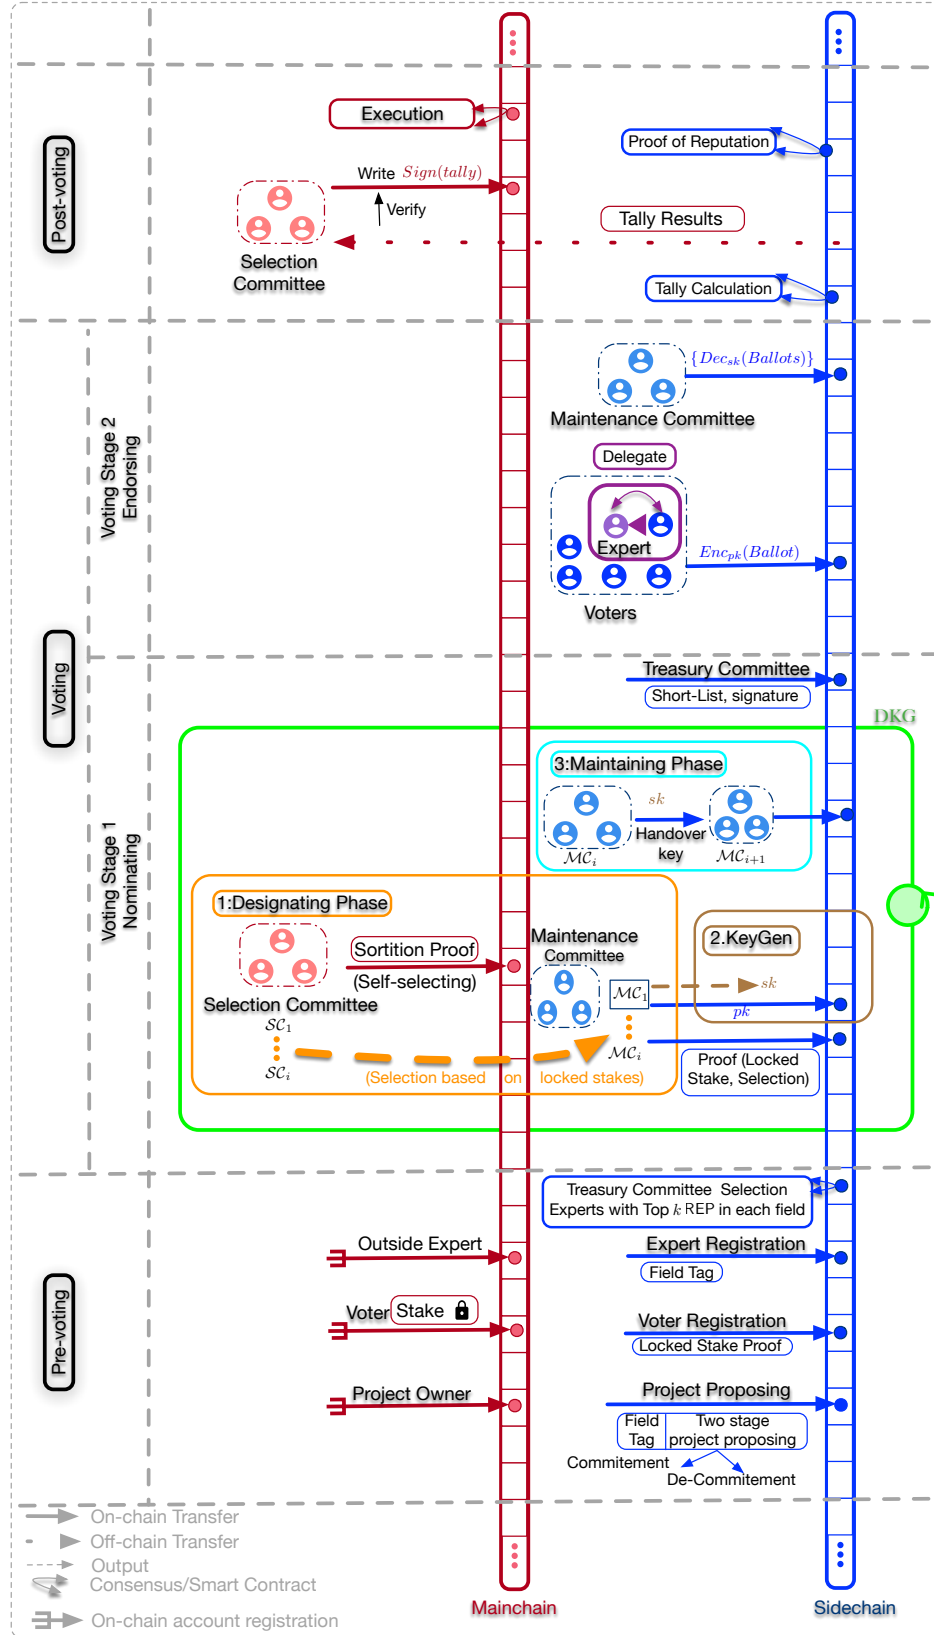 Execution
Proof of Reputation
Write Sign(tally)
Verify
Tally Results
Selection
Committee
Tally Calculation
Post-voting
{Dec_sk(Ballots)}
Maintenance Committee
Delegate
Expert
Enc_pk(Ballot)
Voters
Voting Stage 2
Endorsing
Voting
Treasury Committee
Short-List, signature
DKG
3:Maintaining Phase
sk
Handover
key
MC_i
MC_{i+1}
Voting Stage 1
Nominating
1:Designating Phase
Sortition Proof
(Self-selecting)
Maintenance
Committee
2.KeyGen
MC_1
sk
pk
Selection Committee
SC_1
SC_i
MC_i
(Selection based on locked stakes)
Proof (Locked
Stake, Selection)
Treasury Committee Selection
Experts with Top k REP in each field
Outside Expert
Expert Registration
Field Tag
Voter Stake
Voter Registration
Locked Stake Proof
Project Owner
Project Proposing
Field
Tag
Two stage
project proposing
Commitement
De-Commitement
Pre-voting
On-chain Transfer
Off-chain Transfer
Output
Consensus/Smart Contract
On-chain account registration
Mainchain
Sidechain